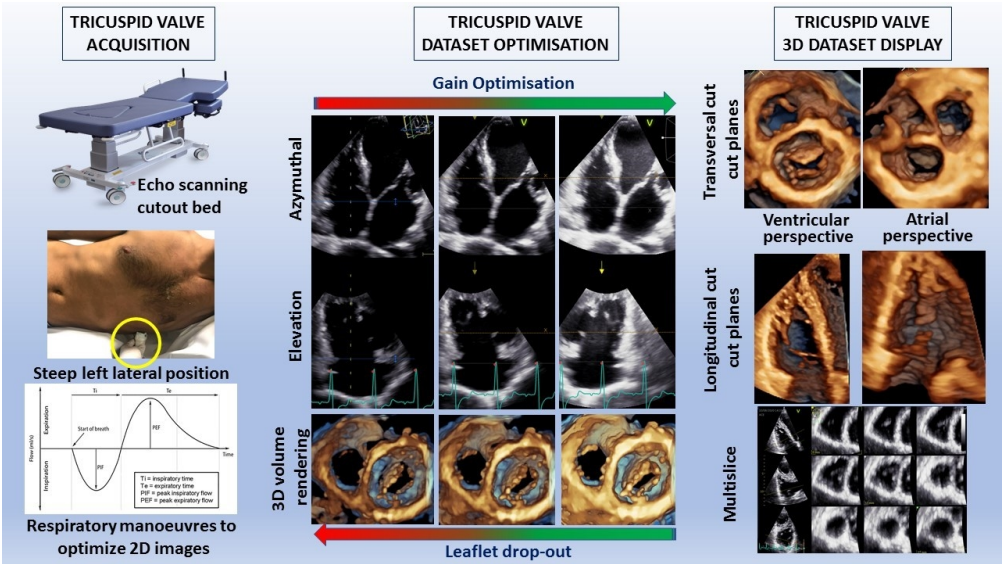 TRICUSPID VALVE
ACQUISITION
Echo scanning
cutout bed
Steep left lateral position
Expiration
Inspiration
Flow (ml/s)
Ti
Te
Start of breath
PIF
PEF
Time
Ti = inspiratory time
Te = expiratory time
PIF = peak inspiratory flow
PEF = peak expiratory flow
Respiratory manoeuvres to
optimize 2D images
TRICUSPID VALVE
DATASET OPTIMISATION
Gain Optimisation
Azymuthal
V
V
Elevation
3D volume
rendering
Leaflet drop-out
TRICUSPID VALVE
3D DATASET DISPLAY
Transversal cut
cut planes
Ventricular
perspective
Atrial
perspective
Longitudinal cut
cut planes
Multislice